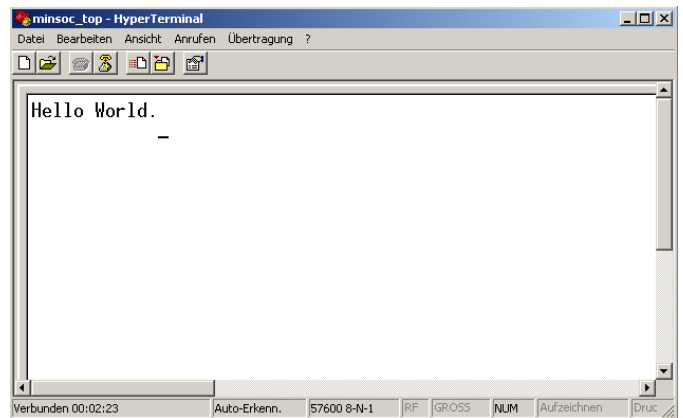 minsoc_top - HyperTerminal
Datei Bearbeiten Ansicht Anrufen Übertragung ?
Hello World.
Verbunden 00:02:23 Auto-Erkenn. 57600 8-N-1 RF GROSS NUM Aufzeichnen Druc